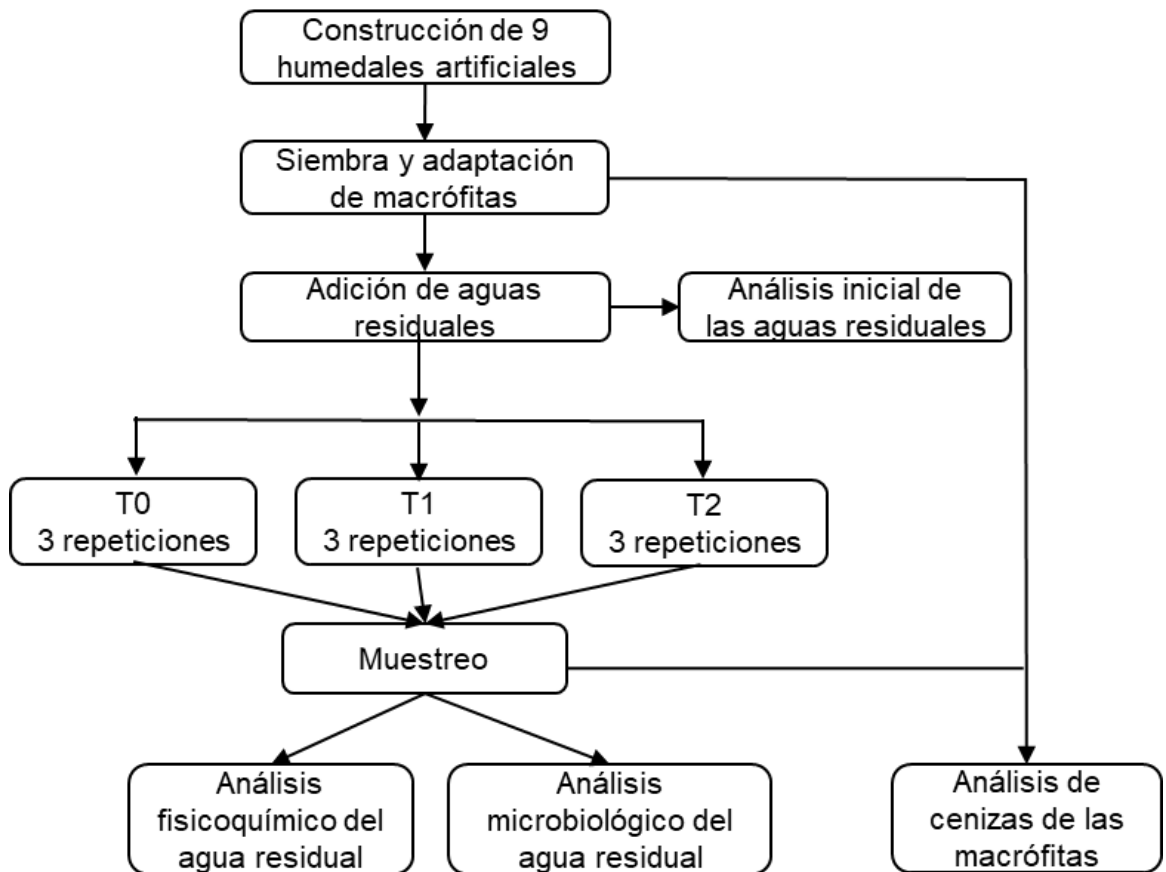 Construcción de 9
humedales artificiales
Siembra y adaptación
de macrófitas
Adición de aguas
residuales
Análisis inicial de
las aguas residuales
T0
3 repeticiones
T1
3 repeticiones
T2
3 repeticiones
Muestreo
Análisis
fisicoquímico del
agua residual
Análisis
microbiológico del
agua residual
Análisis de
cenizas de las
macrófitas